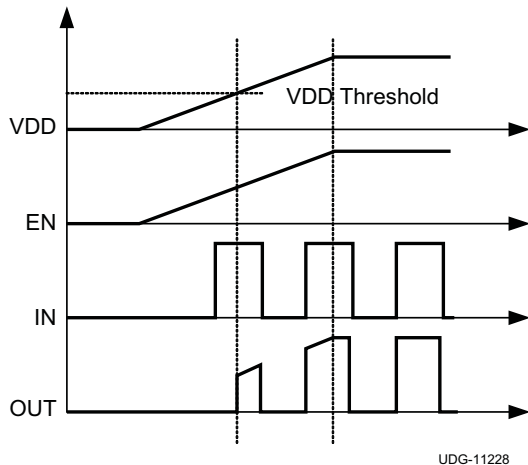 VDD Threshold
VDD
EN
IN
OUT
UDG-11228